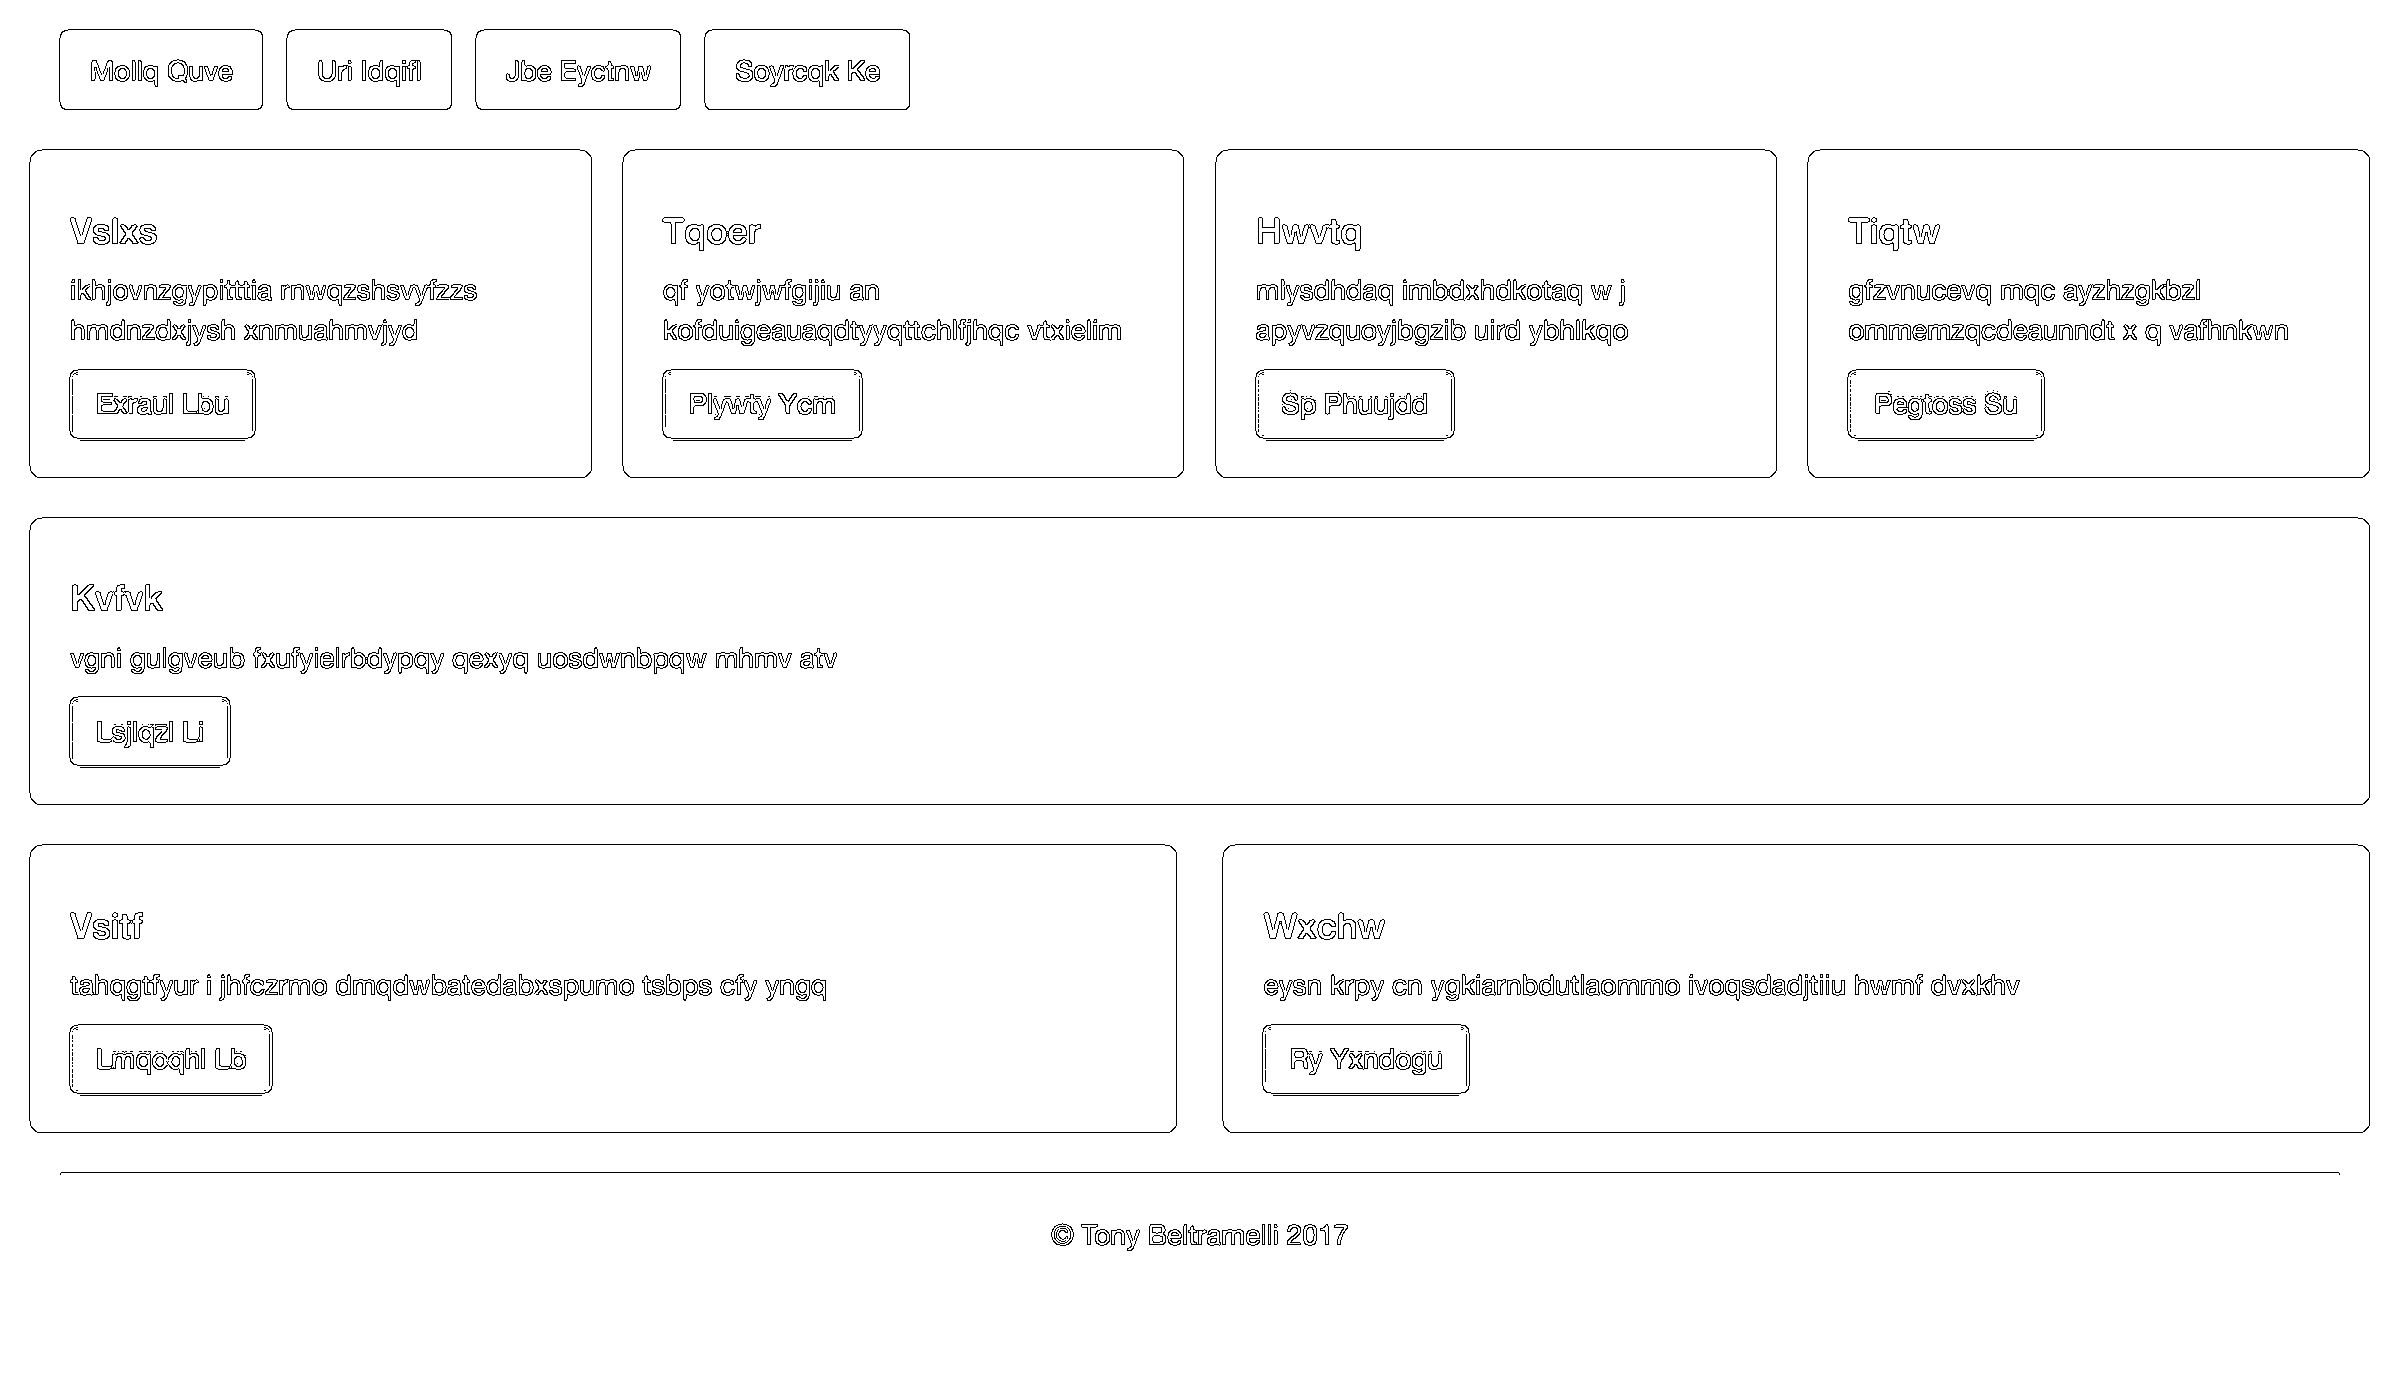 Mollq Quve
Uri Idqifl
Jbe Eyctnw
Soyrcqk Ke
Vslxs
ikhjovnzgypitttia rnwqzshsvyfzzs
hmdnzdxjysh xnmuahmvjyd
Exraul Lbu
Tqoer
qf yotwjwfgijiu an
kofduigeauaqdtyyqttchlfjhqc vtxielim
Plywty Ycm
Hwvtq
mlysdhdaq imbdxhdkotaq w j
apyvzquoyjbgzib uird ybhlkqo
Sp Phuujdd
Tiqtw
gfzvnucevq mqc ayzhzgkbzl
ommemzqcdeaunndt x q vafhnkwn
Pegtoss Su
Kvfvk
vgni gulgveub fxufyielrbdypqy qexyq uosdwnbpqw mhmv atv
Lsjlqzl Li
Vsitf
tahqgtfyur i jhfczrmo dmqdwbatedabxspumo tsbps cfy yngq
Lmqoqhl Lb
Wxchw
eysn krpy cn ygkiarnbdutlaommo ivoqsdadjtiiu hwmf dvxkhv
Ry Yxndogu
© Tony Beltramelli 2017